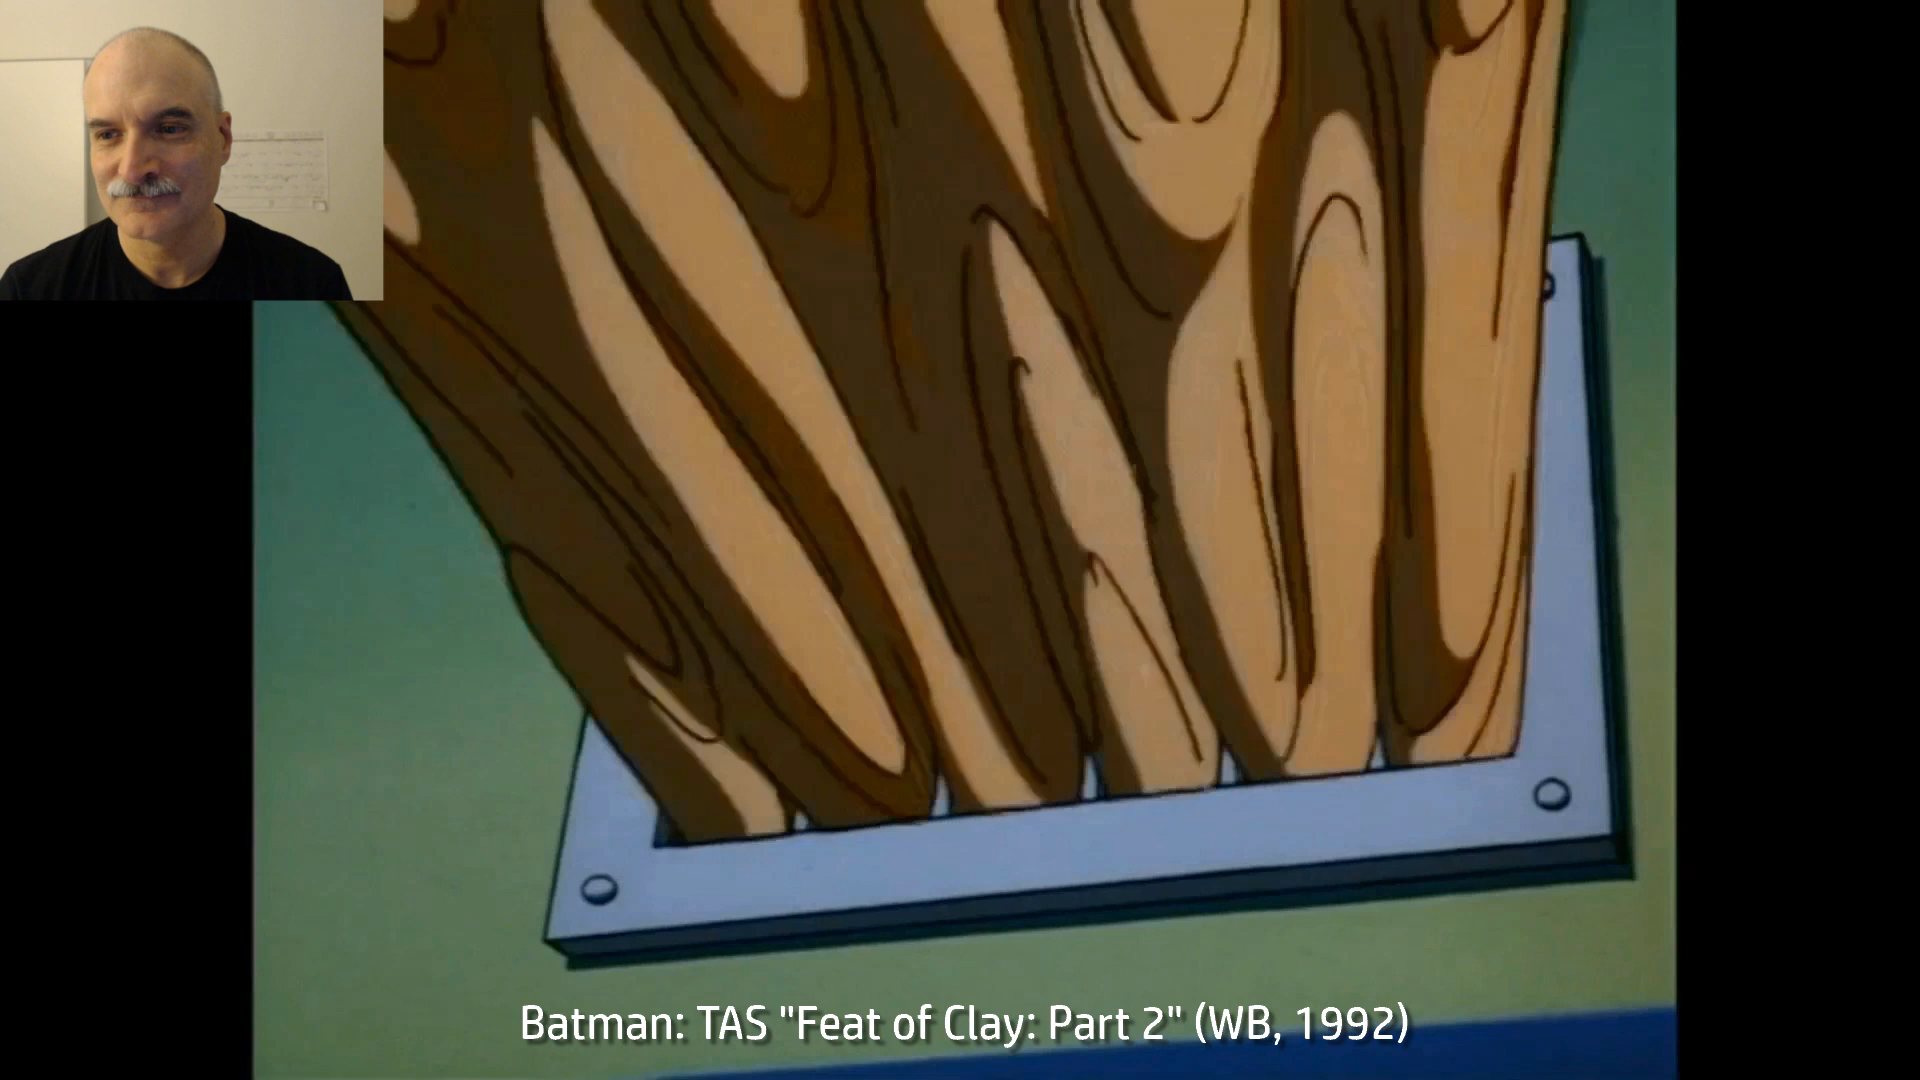 Batman: TAS "Feat of Clay: Part 2" (WB, 1992)